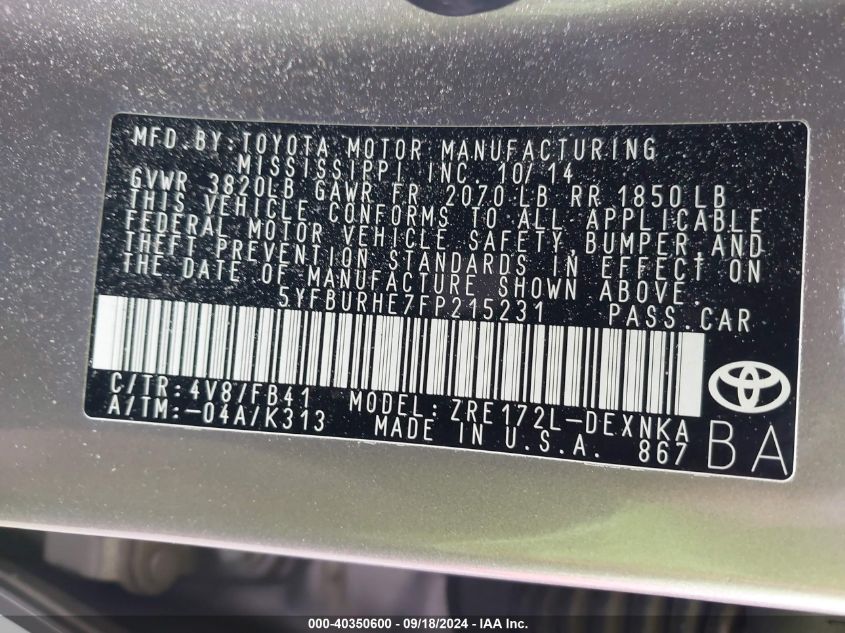 MFD.BY:TOYOTA MOTOR MANUFACTURING
MISSISSIPPI INC. 10/14
GVWR 3820LB GAWR FR 2070 LB RR 1850 LB
THIS VEHICLE CONFORMS TO ALL APPLICABLE
FEDERAL MOTOR VEHICLE SAFETY,BUMPER,AND
THEFT PREVENTION STANDARDS IN EFFECT ON
THE DATE OF MANUFACTURE SHOWN ABOVE.
5YFBURHE7FP215231 PASS.CAR
C/TR:4V8/FB41 MODEL:ZRE172L-DEXNKA
A/TM:-04A/K313 MADE IN U.S.A. 867
BA
000-40350600 - 09/18/2024 - IAA Inc.